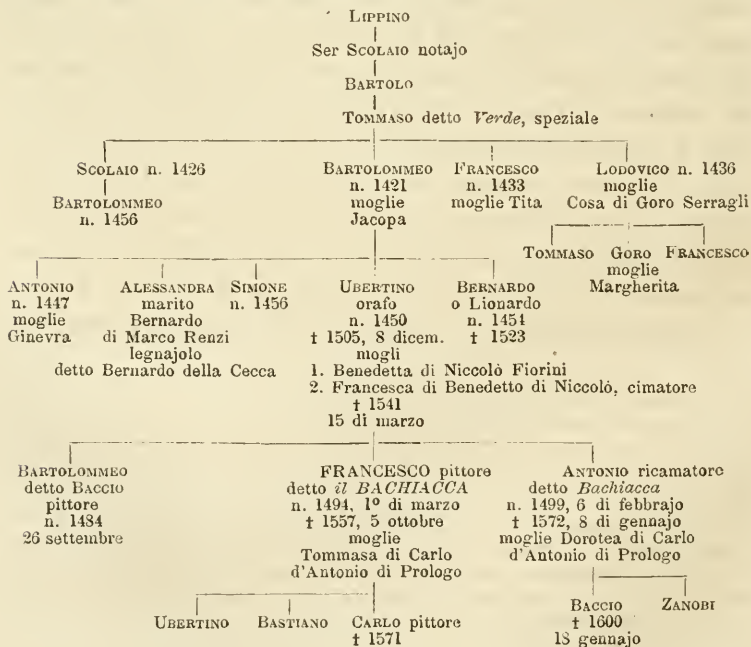 LIPPINO
Ser SCOLAIO notajo
BARTOLO
TOMMASO detto Verde, speziale
SCOLAIO n. 1426
BARTOLOMMEO
n. 1456
BARTOLOMMEO
n. 1421
moglie
Jacopa
FRANCESCO
n. 1433
moglie Tita
LODOVICO n. 1436
moglie
Cosa di Goro Serragli
TOMMASO GORO FRANCESCO
moglie
Margherita
ANTONIO
n. 1447
moglie
Ginevra
ALESSANDRA
marito
Bernardo
di Marco Renzi
legnajolo
detto Bernardo della Cecca
SIMONE
n. 1456
UBERTINO
orafo
n. 1450
† 1505, 8 dicem.
mogli
1. Benedetta di Niccolò Fiorini
2. Francesca di Benedetto di Niccolò, cimatore
† 1541
15 di marzo
BERNARDO
o Lionardo
n. 1454
† 1523
BARTOLOMMEO
detto BACCIO
pittore
n. 1484
26 settembre
FRANCESCO pittore
detto il BACHIACCA
n. 1494, 1º di marzo
† 1557, 5 ottobre
moglie
Tommasa di Carlo
d'Antonio di Prologo
ANTONIO ricamatore
detto Bachiacca
n. 1499, 6 di febbrajo
† 1572, 8 di gennajo
moglie Dorotea di Carlo
d'Antonio di Prologo
UBERTINO BASTIANO CARLO pittore
† 1571
BACCIO
† 1600
18 gennajo
ZANOBI